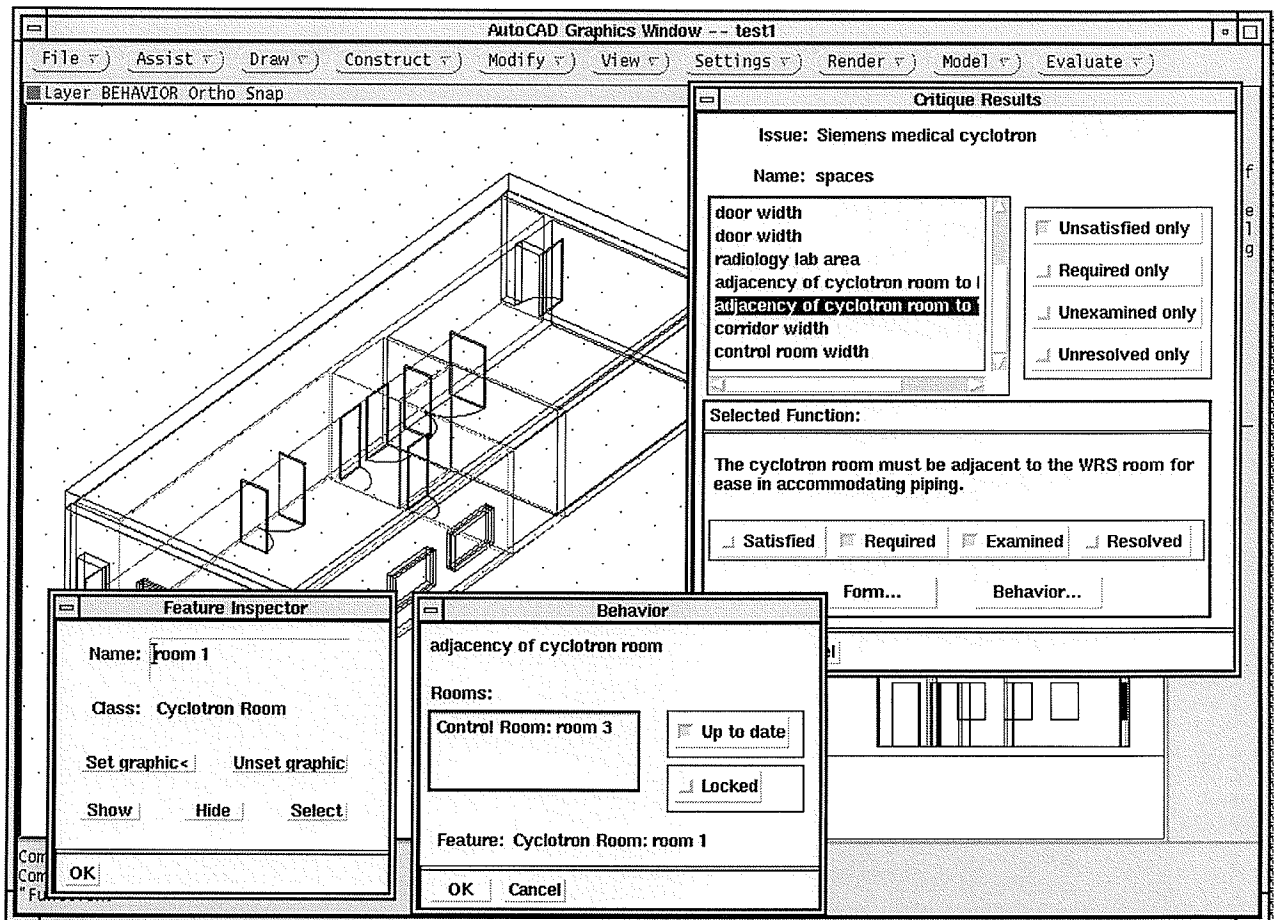 AutoCAD Graphics Window -- test1
File Assist Draw Construct Modify View Settings Render Model Evaluate
Layer BEHAVIOR Ortho Snap
Critique Results
Issue: Siemens medical cyclotron
Name: spaces
door width
door width
radiology lab area
adjacency of cyclotron room to
adjacency of cyclotron room to
corridor width
control room width
Unsatisfied only
Required only
Unexamined only
Unresolved only
Selected Function:
The cyclotron room must be adjacent to the WRS room for
ease in accommodating piping.
Satisfied Required Examined Resolved
Form... Behavior...
Feature Inspector
Name: room 1
Class: Cyclotron Room
Set graphic< Unset graphic
Show Hide Select
OK
Behavior
adjacency of cyclotron room
Rooms:
Control Room: room 3
Up to date
Locked
Feature: Cyclotron Room: room 1
OK Cancel
f
e
l
g
Com
Com